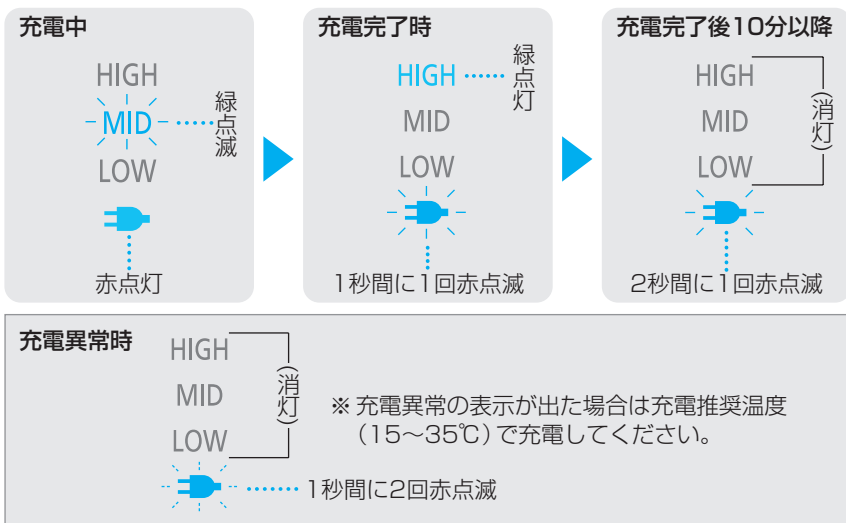 充電中
HIGH
MID
緑点滅
LOW
赤点灯
充電完了時
HIGH
緑点灯
MID
LOW
1秒間に1回赤点滅
充電完了後10分以降
HIGH
MID
LOW
(消灯)
2秒間に1回赤点滅
充電異常時
HIGH
MID
LOW
(消灯)
1秒間に2回赤点滅
※ 充電異常の表示が出た場合は充電推奨温度
(15~35℃)で充電してください。